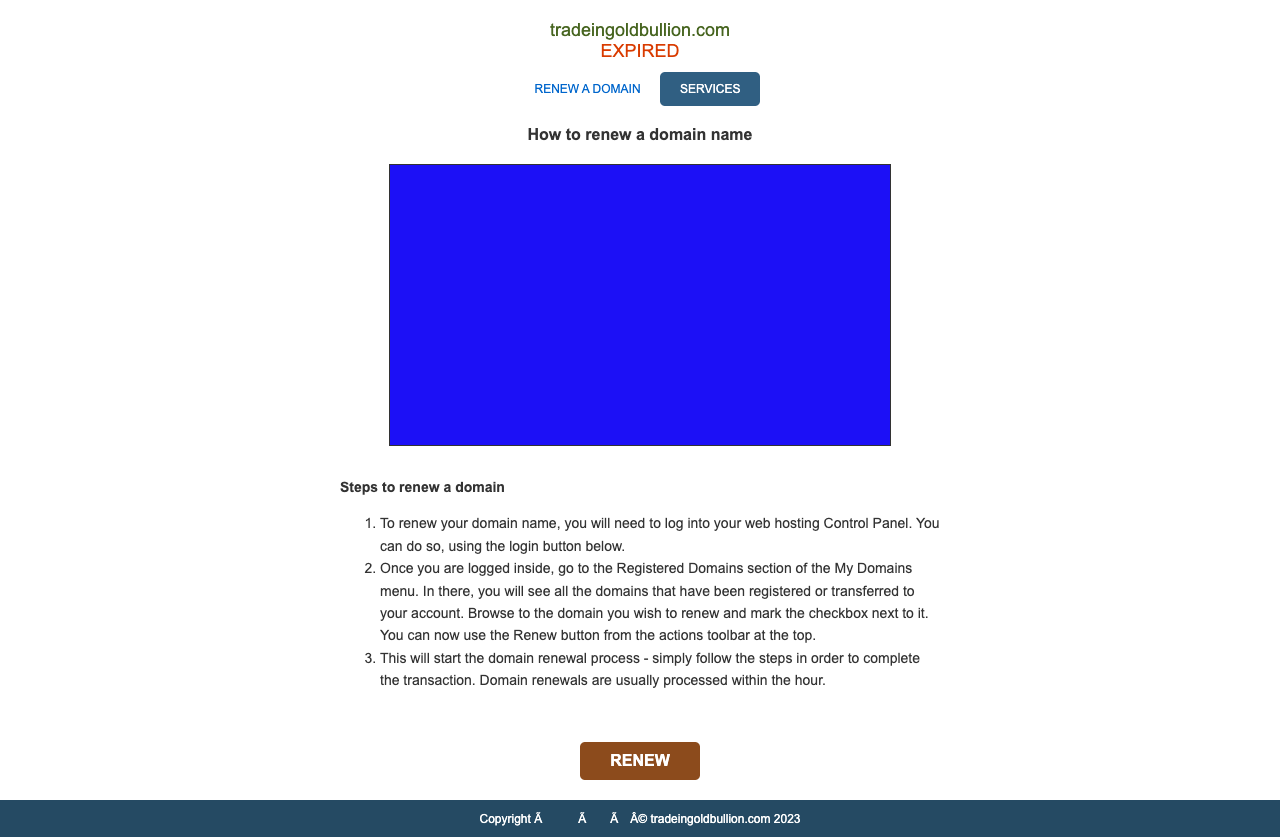 tradeingoldbullion.com
EXPIRED
RENEW A DOMAIN
SERVICES
How to renew a domain name
Steps to renew a domain
1. To renew your domain name, you will need to log into your web hosting Control Panel. You
can do so, using the login button below.
2. Once you are logged inside, go to the Registered Domains section of the My Domains
menu. In there, you will see all the domains that have been registered or transferred to
your account. Browse to the domain you wish to renew and mark the checkbox next to it.
You can now use the Renew button from the actions toolbar at the top.
3. This will start the domain renewal process - simply follow the steps in order to complete
the transaction. Domain renewals are usually processed within the hour.
RENEW
Copyright Ã Ã Ã Â© tradeingoldbullion.com 2023